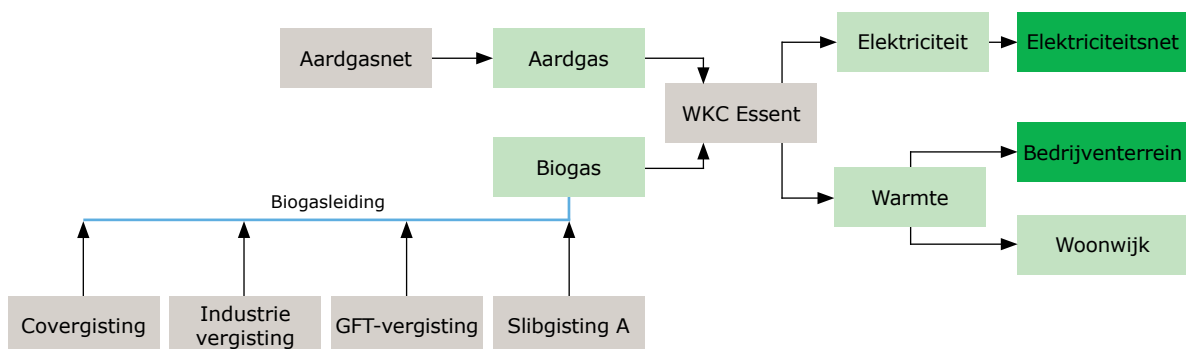 Elektriciteit
Elektriciteitsnet
Aardgasnet
Aardgas
WKC Essent
Bedrijventerrein
Biogas
Warmte
Biogasleiding
Woonwijk
Covergisting
Industrie
vergisting
GFT-vergisting
Slibgisting A